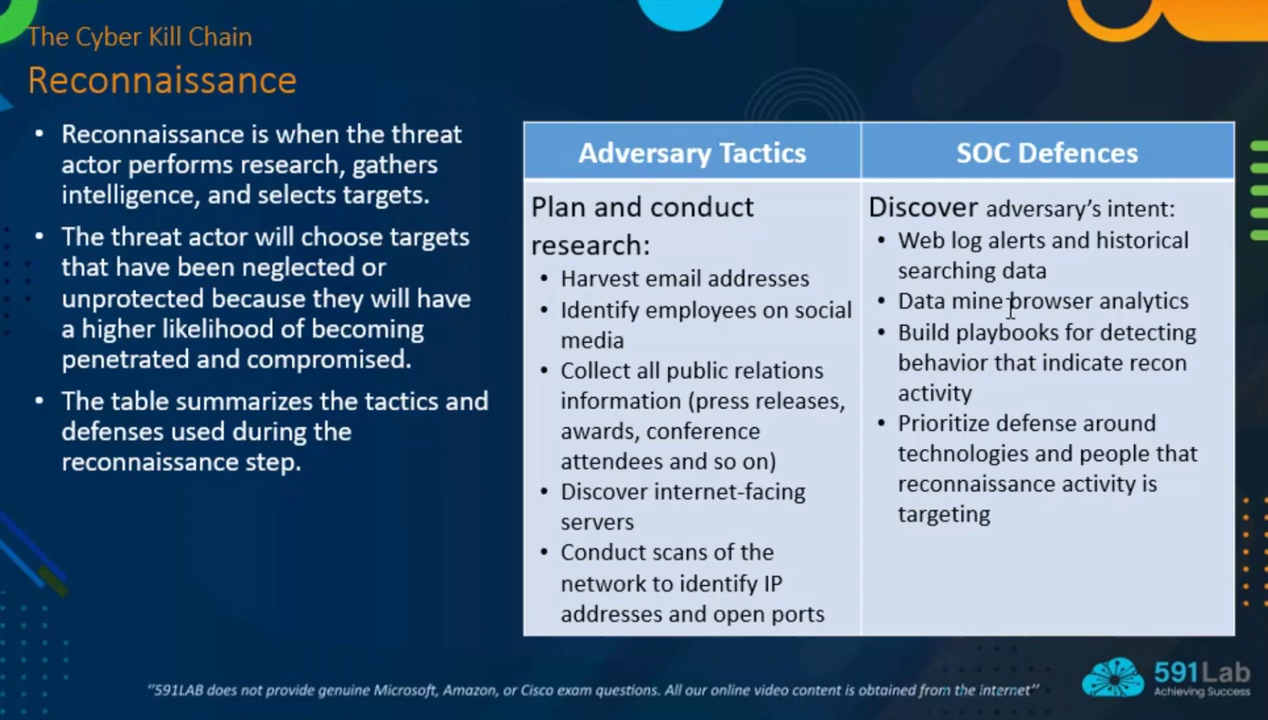 The Cyber Kill Chain
Reconnaissance
• Reconnaissance is when the threat
actor performs research, gathers
intelligence, and selects targets.
• The threat actor will choose targets
that have been neglected or
unprotected because they will have
a higher likelihood of becoming
penetrated and compromised.
• The table summarizes the tactics and
defenses used during the
reconnaissance step.
Adversary Tactics
Plan and conduct
research:
• Harvest email addresses
• Identify employees on social
media
• Collect all public relations
information (press releases,
awards, conference
attendees and so on)
• Discover internet-facing
servers
• Conduct scans of the
network to identify IP
addresses and open ports
SOC Defences
Discover adversary's intent:
• Web log alerts and historical
searching data
• Data mine browser analytics
• Build playbooks for detecting
behavior that indicate recon
activity
• Prioritize defense around
technologies and people that
reconnaissance activity is
targeting
"591LAB does not provide genuine Microsoft, Amazon, or Cisco exam questions. All our online video content is obtained from the internet"
591Lab
Achieving Success